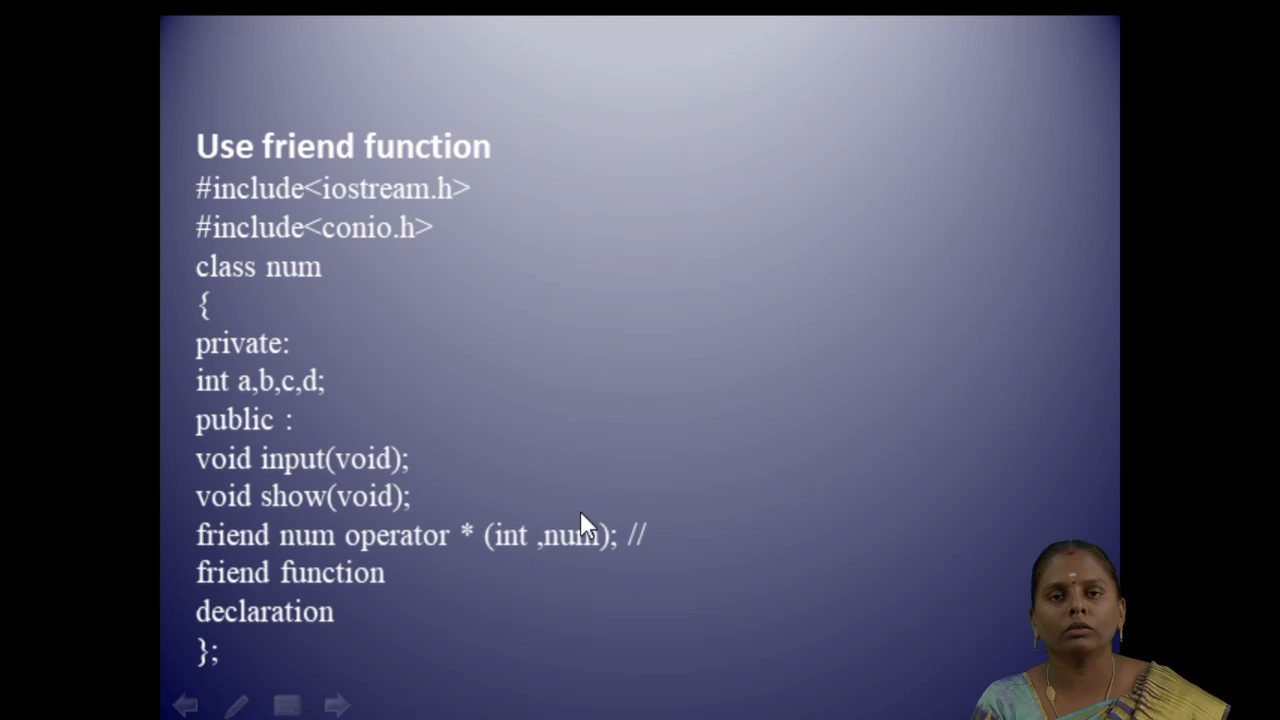 Use friend function
#include<iostream.h>
#include<conio.h>
class num
{
private:
int a,b,c,d;
public :
void input(void);
void show(void);
friend num operator * (int ,num); //
friend function
declaration
};